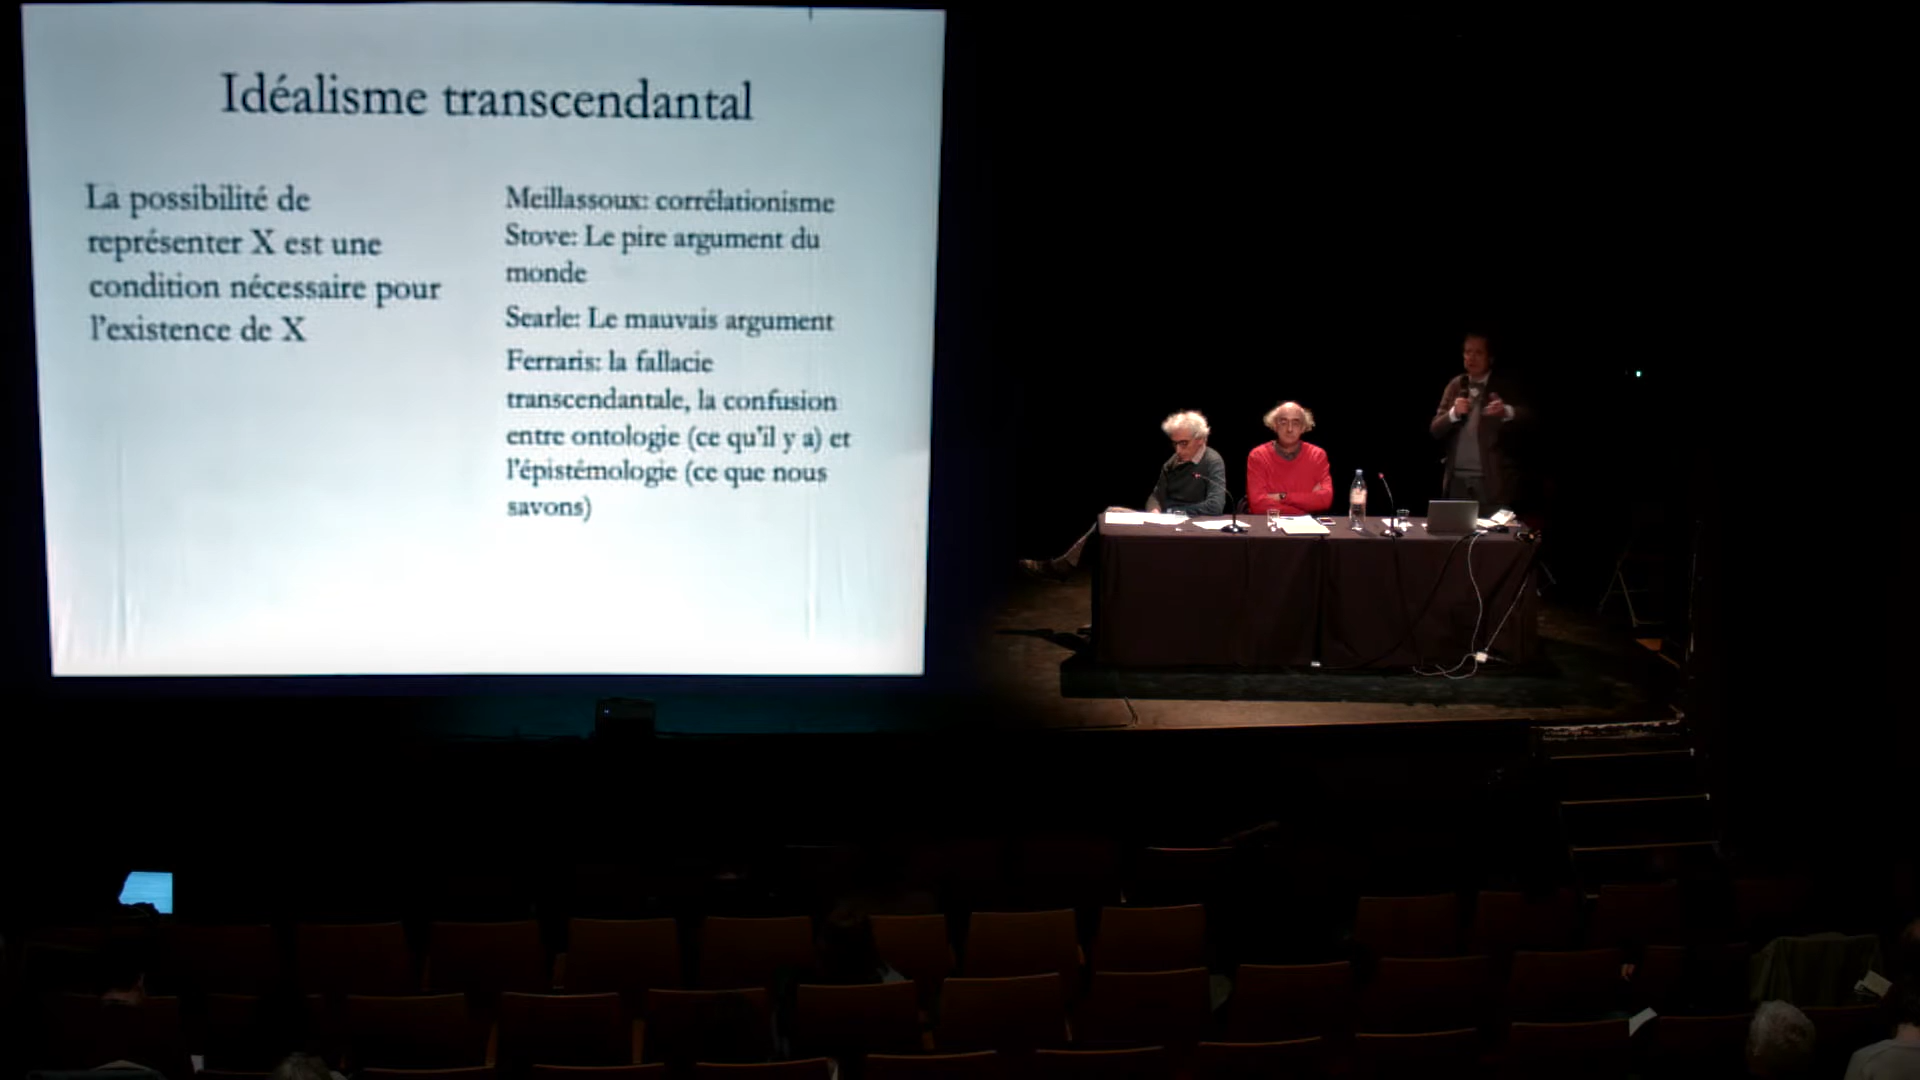 Idéalisme transcendantal
La possibilité de
représenter X est une
condition nécessaire pour
l'existence de X
Meillassoux: corrélationisme
Stove: Le pire argument du
monde
Searle: Le mauvais argument
Ferraris: la fallacie
transcendantale, la confusion
entre ontologie (ce qu'il y a) et
l'épistémologie (ce que nous
savons)